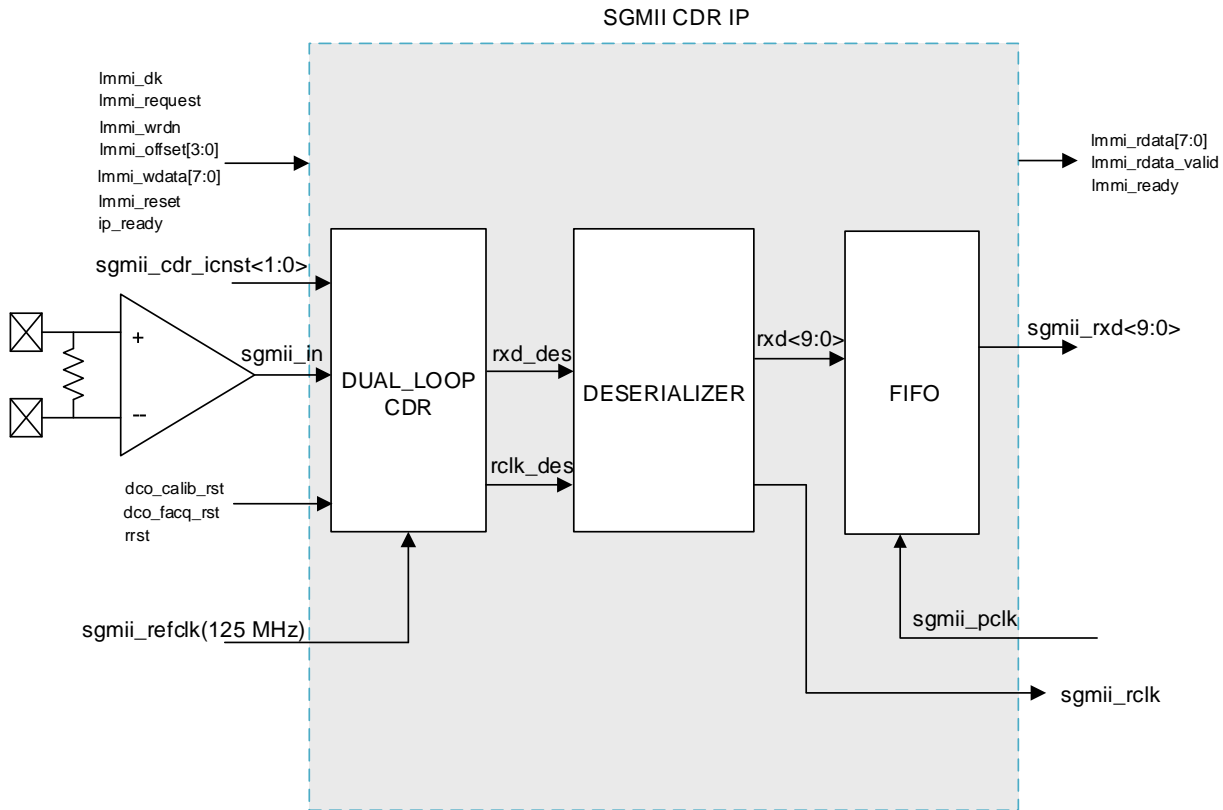 SGMII CDR IP
lmmi_clk
lmmi_request
lmmi_wrdn
lmmi_offset[3:0]
lmmi_wdata[7:0]
lmmi_reset
ip_ready
lmmi_rdata[7:0]
lmmi_rdata_valid
lmmi_ready
sgmii_cdr_icnst<1:0>
+
--
sgmii_in
DUAL_LOOP
CDR
rxd_des
rclk_des
DESERIALIZER
rxd<9:0>
FIFO
sgmii_rxd<9:0>
dco_calib_rst
dco_facq_rst
rrst
sgmii_refclk(125 MHz)
sgmii_pclk
sgmii_rclk